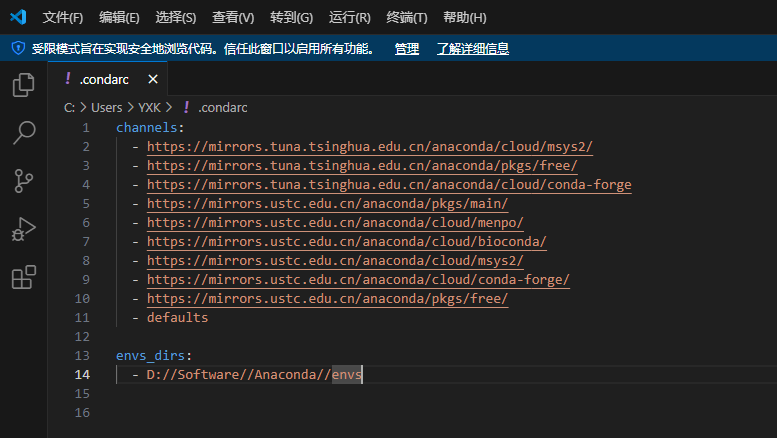 文件(F) 编辑(E) 选择(S) 查看(V) 转到(G) 运行(R) 终端(T) 帮助(H)
受限模式旨在实现安全地浏览代码。信任此窗口以启用所有功能。 管理 了解详细信息
! .condarc ×
C: > Users > YXK > ! .condarc
1 channels:
2 - https://mirrors.tuna.tsinghua.edu.cn/anaconda/cloud/msys2/
3 - https://mirrors.tuna.tsinghua.edu.cn/anaconda/pkgs/free/
4 - https://mirrors.tuna.tsinghua.edu.cn/anaconda/cloud/conda-forge
5 - https://mirrors.ustc.edu.cn/anaconda/pkgs/main/
6 - https://mirrors.ustc.edu.cn/anaconda/cloud/menpo/
7 - https://mirrors.ustc.edu.cn/anaconda/cloud/bioconda/
8 - https://mirrors.ustc.edu.cn/anaconda/cloud/msys2/
9 - https://mirrors.ustc.edu.cn/anaconda/cloud/conda-forge/
10 - https://mirrors.ustc.edu.cn/anaconda/pkgs/free/
11 - defaults
12
13 envs_dirs:
14 - D://Software//Anaconda//envs
15
16